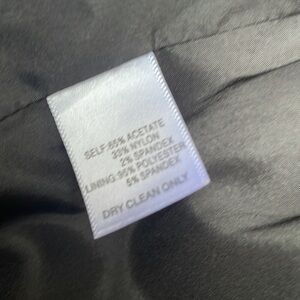 SELF:65% ACETATE
33% NYLON
2% SPANDEX
LINING:95% POLYESTER
5% SPANDEX
DRY CLEAN ONLY